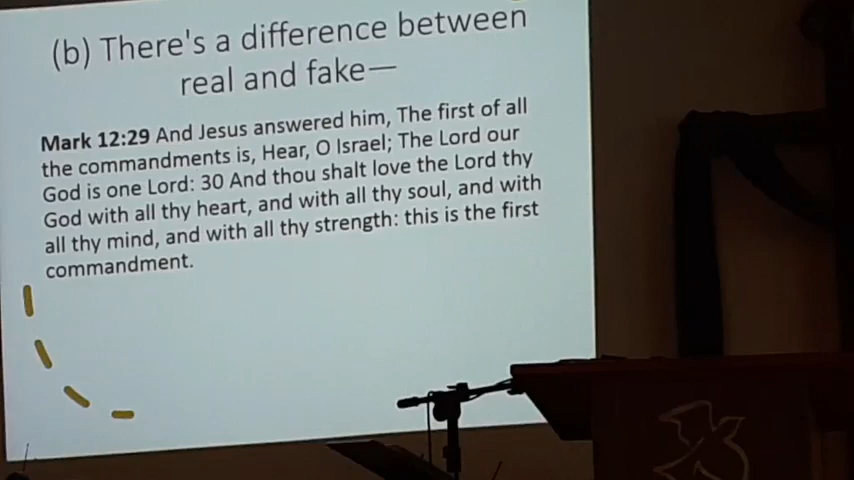 (b) There's a difference between
real and fake—
Mark 12:29 And Jesus answered him, The first of all
the commandments is, Hear, O Israel; The Lord our
God is one Lord: 30 And thou shalt love the Lord thy
God with all thy heart, and with all thy soul, and with
all thy mind, and with all thy strength: this is the first
commandment.